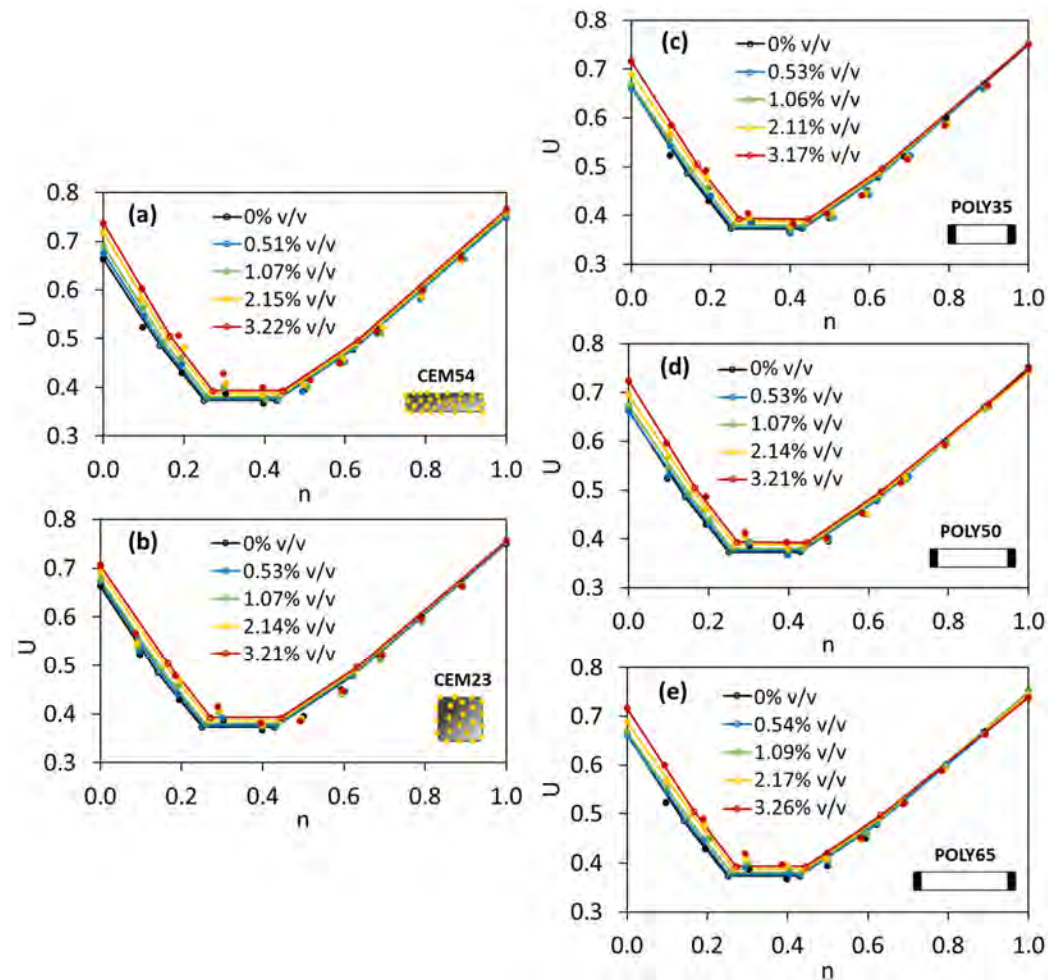 (a)
0% v/v
0.51% v/v
1.07% v/v
2.15% v/v
3.22% v/v
CEM54
U
0.8
0.7
0.6
0.5
0.4
0.3
0.0 0.2 0.4 0.6 0.8 1.0
n
(b)
0% v/v
0.53% v/v
1.07% v/v
2.14% v/v
3.21% v/v
CEM23
U
0.8
0.7
0.6
0.5
0.4
0.3
0.0 0.2 0.4 0.6 0.8 1.0
n
(c)
0% v/v
0.53% v/v
1.06% v/v
2.11% v/v
3.17% v/v
POLY35
U
0.8
0.7
0.6
0.5
0.4
0.3
0.0 0.2 0.4 0.6 0.8 1.0
n
(d)
0% v/v
0.53% v/v
1.07% v/v
2.14% v/v
3.21% v/v
POLY50
U
0.8
0.7
0.6
0.5
0.4
0.3
0.0 0.2 0.4 0.6 0.8 1.0
n
(e)
0% v/v
0.54% v/v
1.09% v/v
2.17% v/v
3.26% v/v
POLY65
U
0.8
0.7
0.6
0.5
0.4
0.3
0.0 0.2 0.4 0.6 0.8 1.0
n